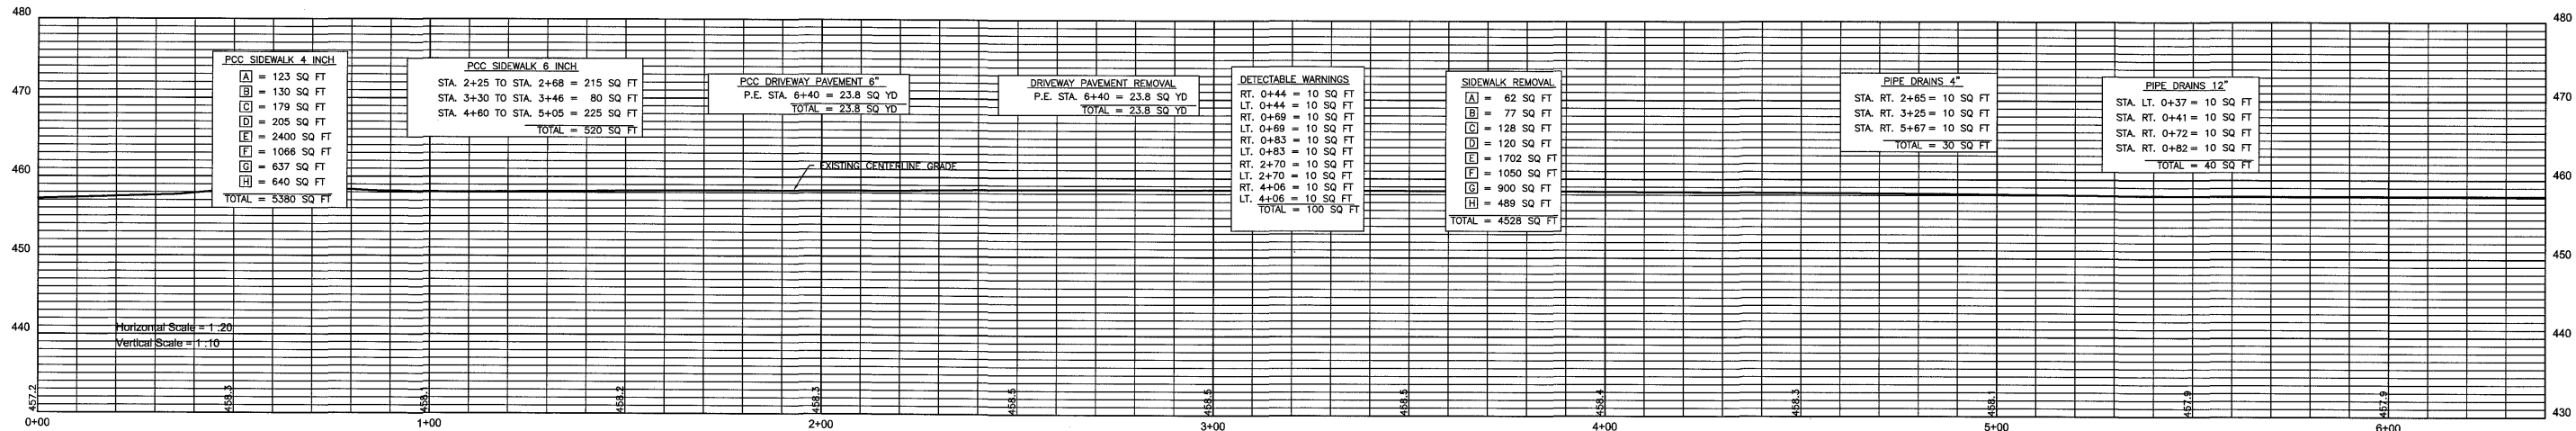 480
470
460
450
440
PCC SIDEWALK 4 INCH
A = 123 SQ FT
B = 130 SQ FT
C = 179 SQ FT
D = 205 SQ FT
E = 2400 SQ FT
F = 1066 SQ FT
G = 637 SQ FT
H = 640 SQ FT
TOTAL = 5380 SQ FT
PCC SIDEWALK 6 INCH
STA. 2+25 TO STA. 2+68 = 215 SQ FT
STA. 3+30 TO STA. 3+46 = 80 SQ FT
STA. 4+60 TO STA. 5+05 = 225 SQ FT
TOTAL = 520 SQ FT
PCC DRIVEWAY PAVEMENT 6"
P.E. STA. 6+40 = 23.8 SQ YD
TOTAL = 23.8 SQ YD
EXISTING CENTERLINE GRADE
DRIVEWAY PAVEMENT REMOVAL
P.E. STA. 6+40 = 23.8 SQ YD
TOTAL = 23.8 SQ YD
DETECTABLE WARNINGS
RT. 0+44 = 10 SQ FT
LT. 0+44 = 10 SQ FT
RT. 0+69 = 10 SQ FT
LT. 0+69 = 10 SQ FT
RT. 0+83 = 10 SQ FT
LT. 0+83 = 10 SQ FT
RT. 2+70 = 10 SQ FT
LT. 2+70 = 10 SQ FT
RT. 4+06 = 10 SQ FT
LT. 4+06 = 10 SQ FT
TOTAL = 100 SQ FT
SIDEWALK REMOVAL
A = 62 SQ FT
B = 77 SQ FT
C = 128 SQ FT
D = 120 SQ FT
E = 1702 SQ FT
F = 1050 SQ FT
G = 900 SQ FT
H = 489 SQ FT
TOTAL = 4528 SQ FT
PIPE DRAINS 4"
STA. RT. 2+65 = 10 SQ FT
STA. RT. 3+25 = 10 SQ FT
STA. RT. 5+67 = 10 SQ FT
TOTAL = 30 SQ FT
PIPE DRAINS 12"
STA. LT. 0+37 = 10 SQ FT
STA. RT. 0+41 = 10 SQ FT
STA. RT. 0+72 = 10 SQ FT
STA. RT. 0+82 = 10 SQ FT
TOTAL = 40 SQ FT
480
470
460
450
440
430
Horizontal Scale = 1 :20
Vertical Scale = 1 :10
457.2
458.3
458.1
458.2
458.3
458.5
458.5
458.5
458.4
458.3
458.1
457.9
457.9
0+00
1+00
2+00
3+00
4+00
5+00
6+00